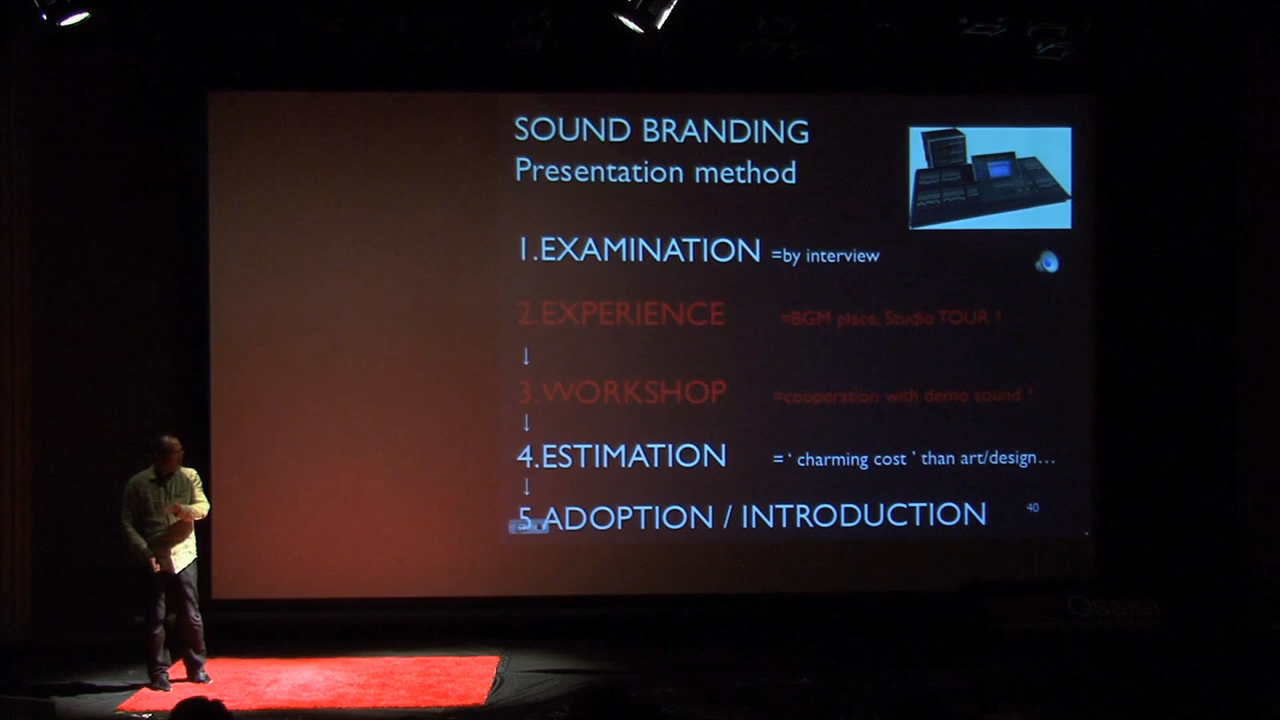 SOUND BRANDING
Presentation method
1.EXAMINATION =by interview
2.EXPERIENCE =BGM place, Studio TOUR !
↓
3.WORKSHOP =cooperation with demo sound !
↓
4.ESTIMATION = ‘ charming cost ’ than art/design…
↓
5.ADOPTION / INTRODUCTION 40
Osaka